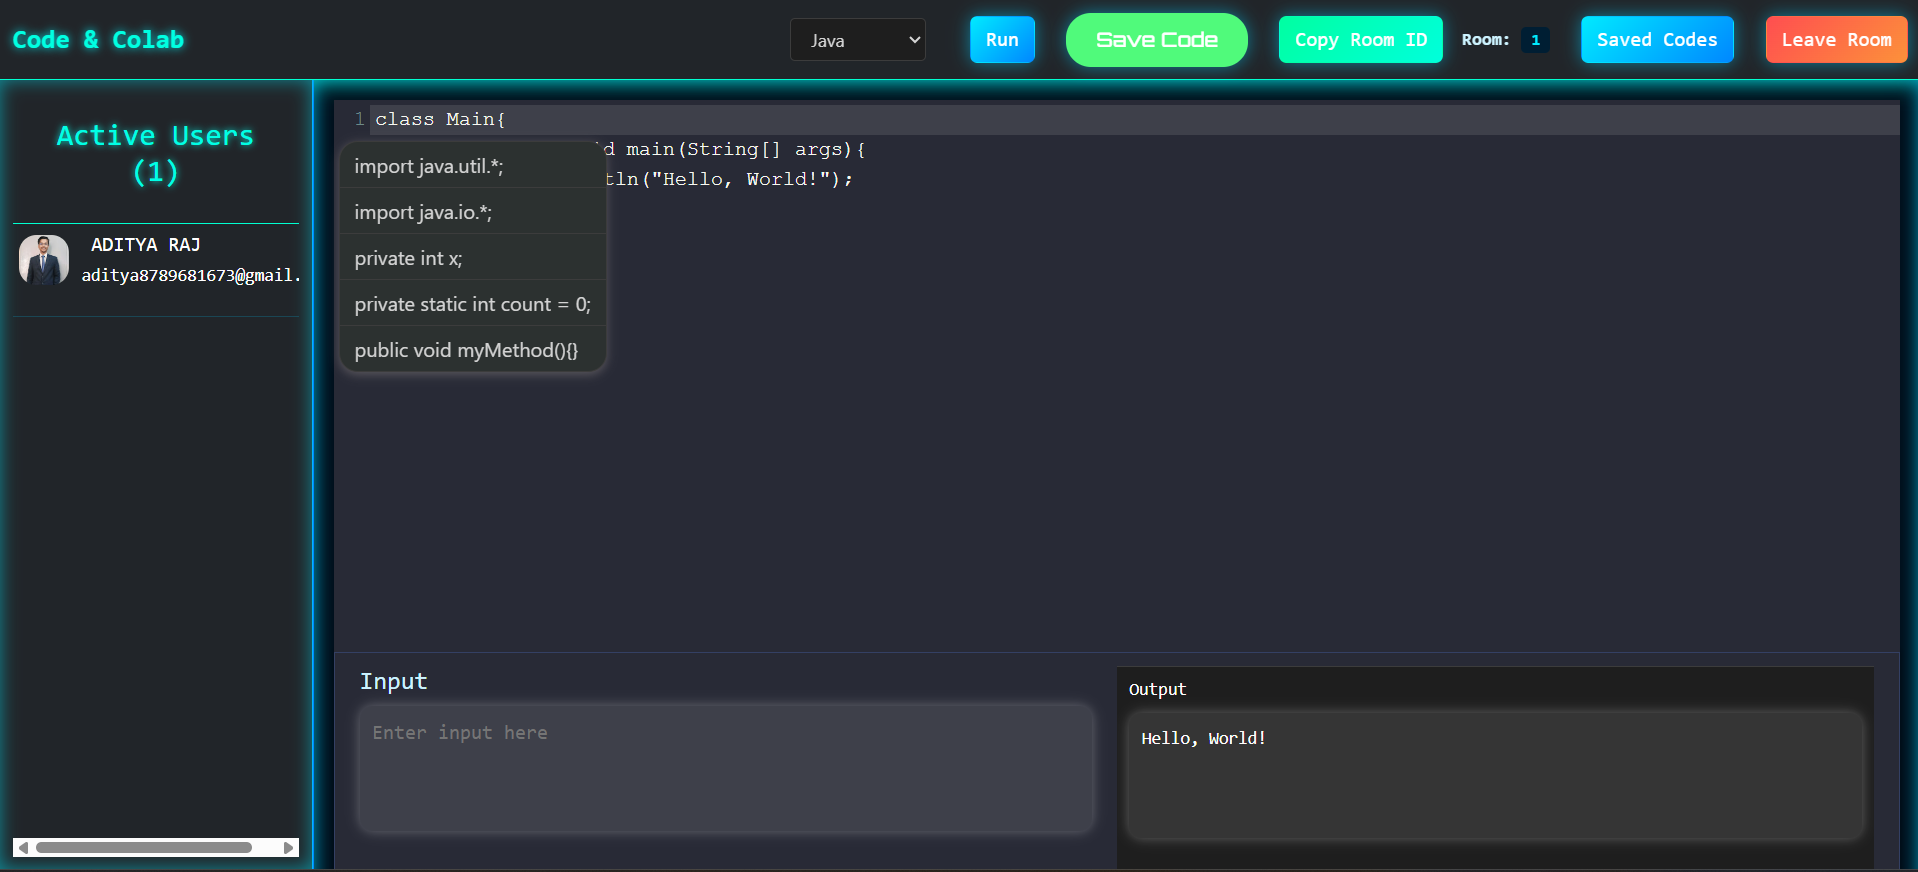 Code & Colab
Java
Run
Save Code
Copy Room ID
Room: 1
Saved Codes
Leave Room
Active Users
(1)
ADITYA RAJ
aditya8789681673@gmail.
1 class Main{
d main(String[] args){
tln("Hello, World!");
import java.util.*;
import java.io.*;
private int x;
private static int count = 0;
public void myMethod(){}
Input
Enter input here
Output
Hello, World!